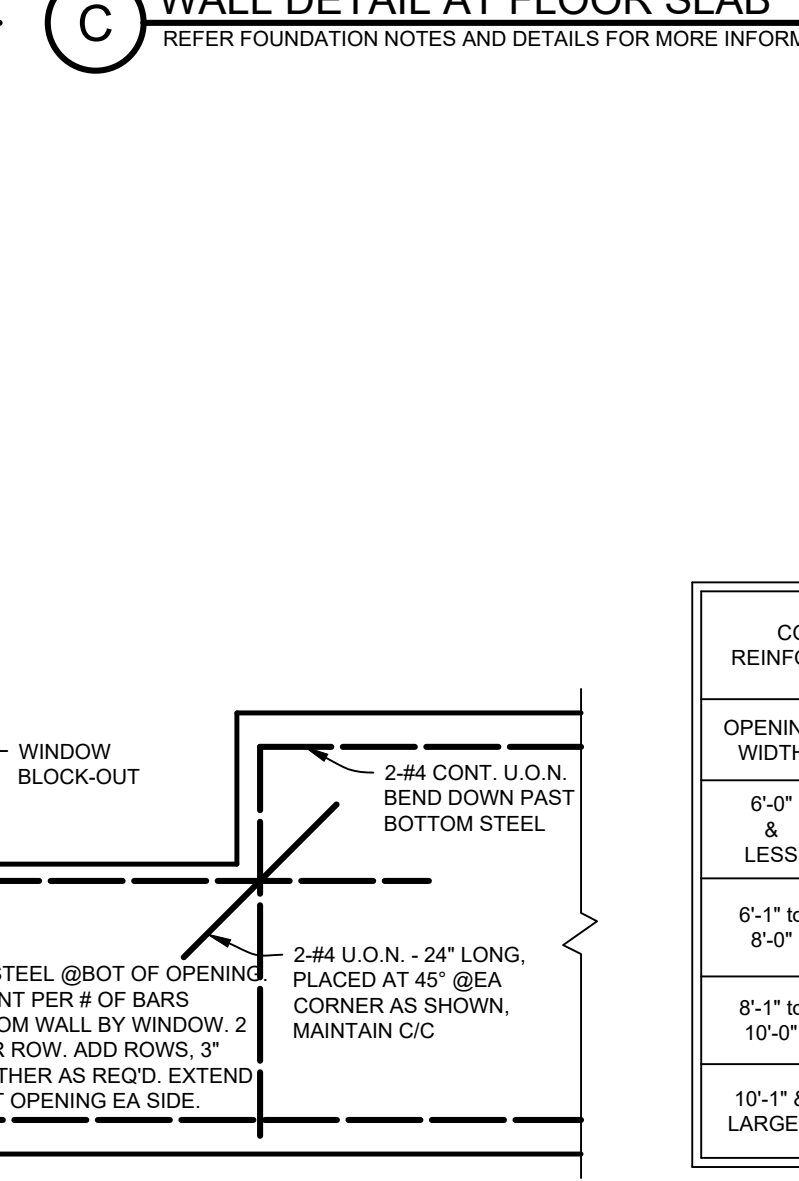 C
WALL DETAIL AT FLOOR SLAB
REFER FOUNDATION NOTES AND DETAILS FOR MORE INFORM
WINDOW
BLOCK-OUT
2-#4 CONT. U.O.N.
BEND DOWN PAST
BOTTOM STEEL
STEEL @BOT OF OPENING.
NT PER # OF BARS
OM WALL BY WINDOW. 2
R ROW. ADD ROWS, 3"
THER AS REQ'D. EXTEND
T OPENING EA SIDE.
2-#4 U.O.N. - 24" LONG,
PLACED AT 45° @EA
CORNER AS SHOWN,
MAINTAIN C/C
CO
REINFO
OPENIN
WIDTH
6'-0"
&
LESS
6'-1" to
8'-0"
8'-1" to
10'-0"
10'-1" &
LARGE